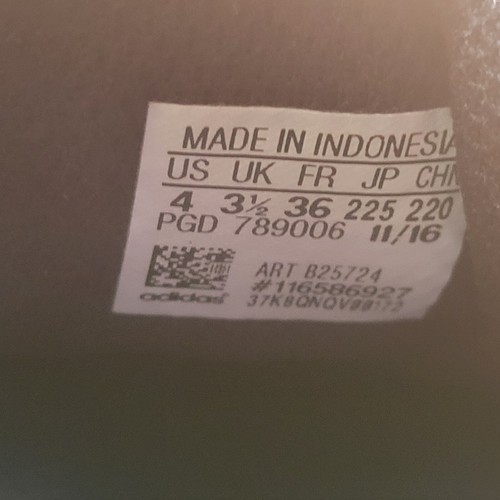 MADE IN INDONESIA
US UK FR JP CHN
4 3½ 36 225 220
PGD 789006 11/16
ART B25724
#116586927
adidas